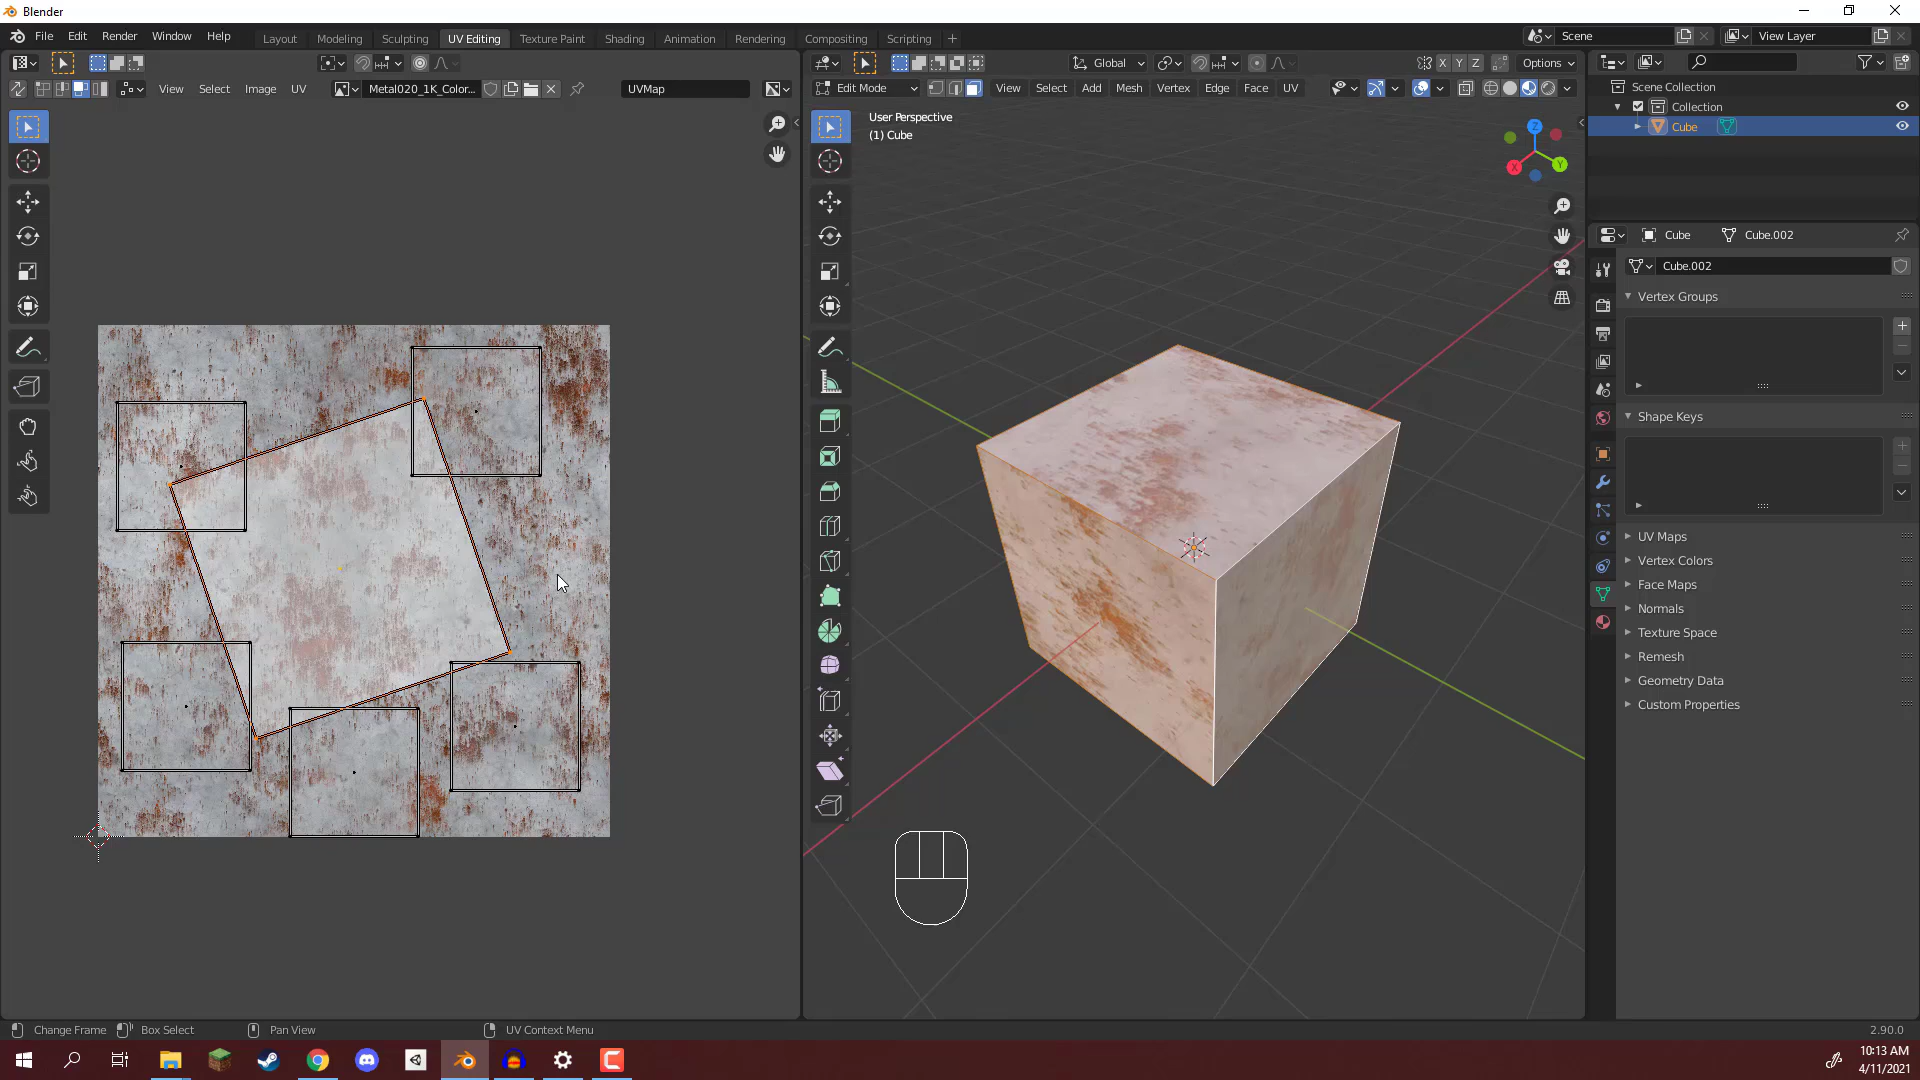 Blender
File Edit Render Window Help
Layout Modeling Sculpting UV Editing Texture Paint Shading Animation Rendering Compositing Scripting
Scene
View Layer
Global
X Y Z
Options
View Select Image UV
Metal020_1K_Color...
UVMap
Edit Mode
View Select Add Mesh Vertex Edge Face UV
User Perspective
(1) Cube
Z
X
Y
Scene Collection
Collection
Cube
Cube
Cube.002
Cube.002
Vertex Groups
Shape Keys
UV Maps
Vertex Colors
Face Maps
Normals
Texture Space
Remesh
Geometry Data
Custom Properties
Change Frame
Box Select
Pan View
UV Context Menu
2.90.0
10:13 AM
4/11/2021